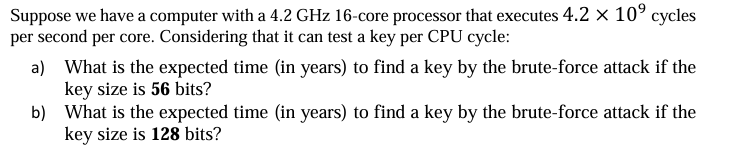 Suppose we have a computer with a 4.2 GHz 16-core processor that executes 4.2 × 10⁹ cycles
per second per core. Considering that it can test a key per CPU cycle:
a) What is the expected time (in years) to find a key by the brute-force attack if the
key size is 56 bits?
b) What is the expected time (in years) to find a key by the brute-force attack if the
key size is 128 bits?